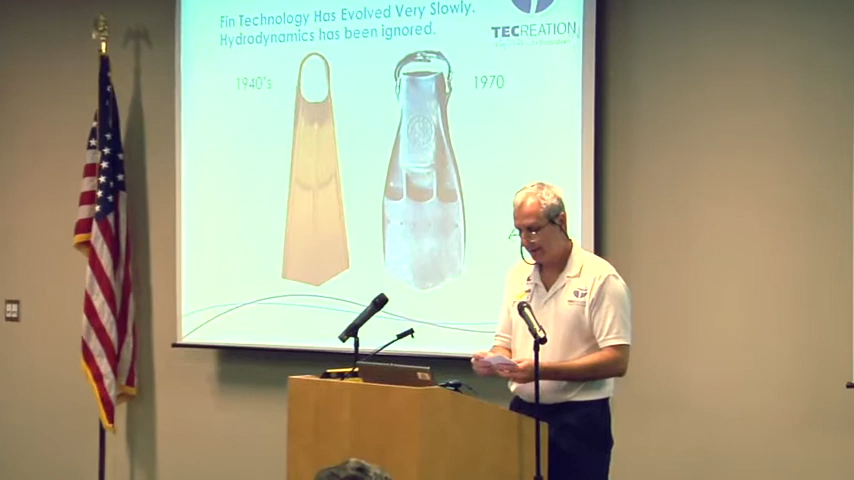 Fin Technology Has Evolved Very Slowly.
Hydrodynamics has been ignored.
TECREATION
1940's
1970